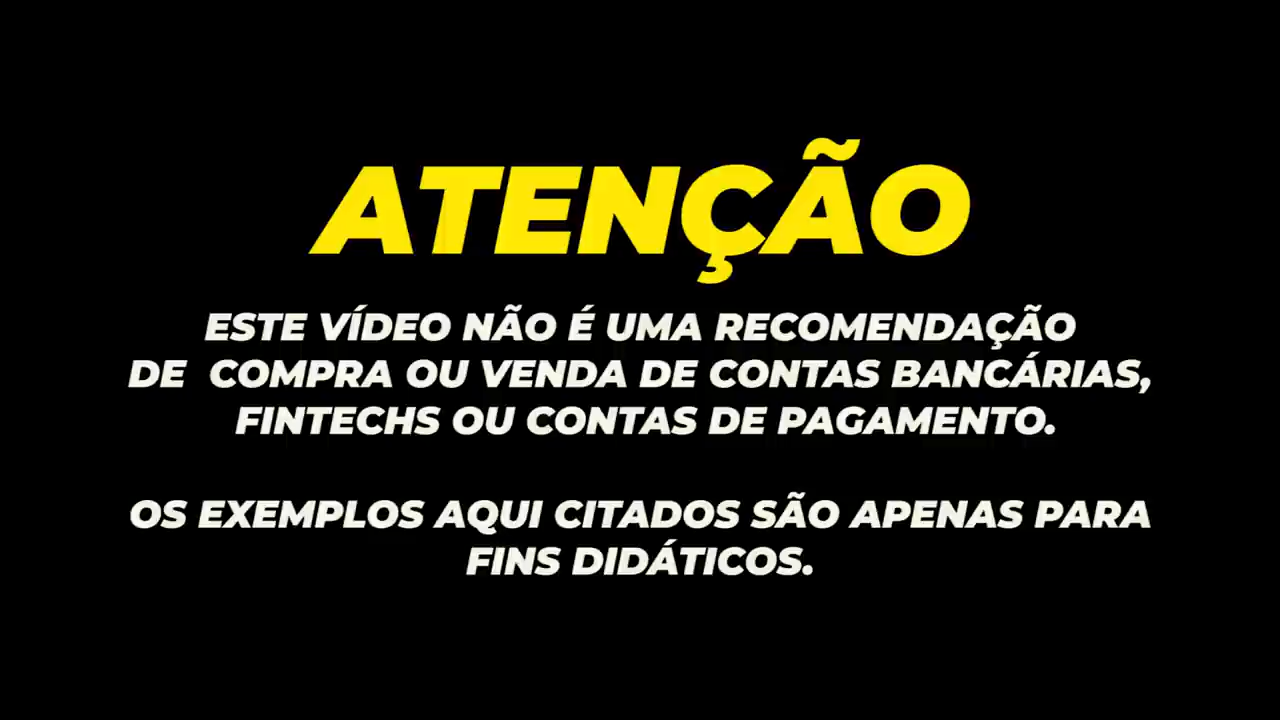 ATENÇÃO
ESTE VÍDEO NÃO É UMA RECOMENDAÇÃO
DE COMPRA OU VENDA DE CONTAS BANCÁRIAS,
FINTECHS OU CONTAS DE PAGAMENTO.
OS EXEMPLOS AQUI CITADOS SÃO APENAS PARA
FINS DIDÁTICOS.